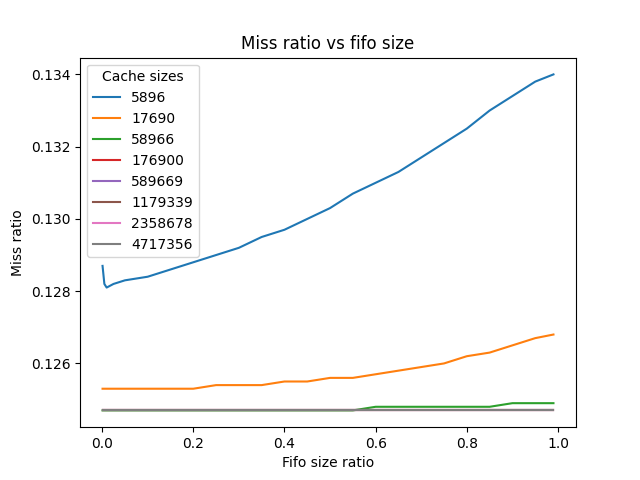 Miss ratio vs fifo size
Cache sizes
5896
17690
58966
176900
589669
1179339
2358678
4717356
0.134
0.132
0.130
0.128
0.126
Miss ratio
0.0 0.2 0.4 0.6 0.8 1.0
Fifo size ratio